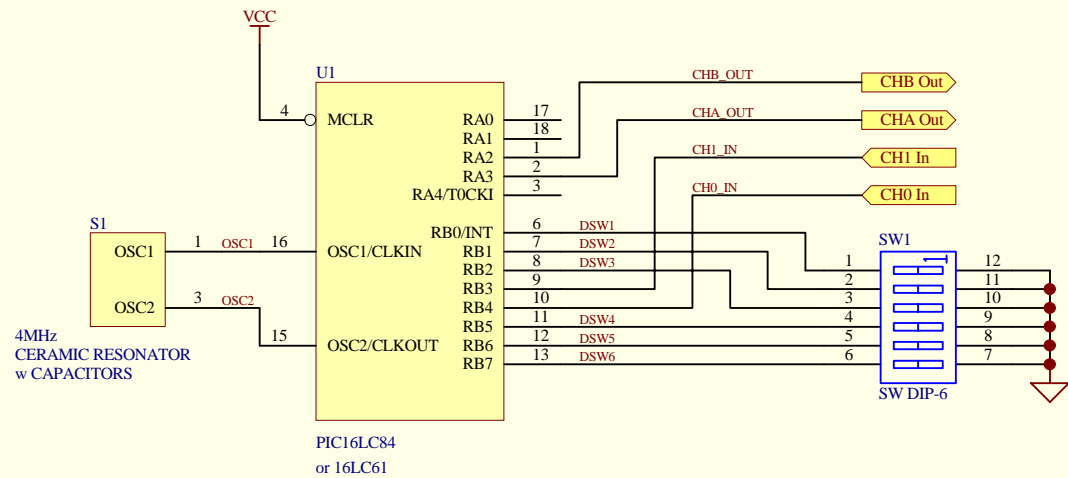 VCC
U1
4
MCLR
RA0
17
RA1
18
RA2
1
RA3
2
RA4/T0CKI
3
CHB_OUT
CHB Out
CHA_OUT
CHA Out
CH1_IN
CH1 In
CH0_IN
CH0 In
S1
OSC1
1
OSC1
16
OSC1/CLKIN
OSC2
3
OSC2
15
OSC2/CLKOUT
4MHz
CERAMIC RESONATOR
w CAPACITORS
RB0/INT
6
DSW1
RB1
7
DSW2
RB2
8
DSW3
RB3
9
RB4
10
RB5
11
DSW4
RB6
12
DSW5
RB7
13
DSW6
SW1
1
12
2
11
3
10
4
9
5
8
6
7
SW DIP-6
PIC16LC84
or 16LC61